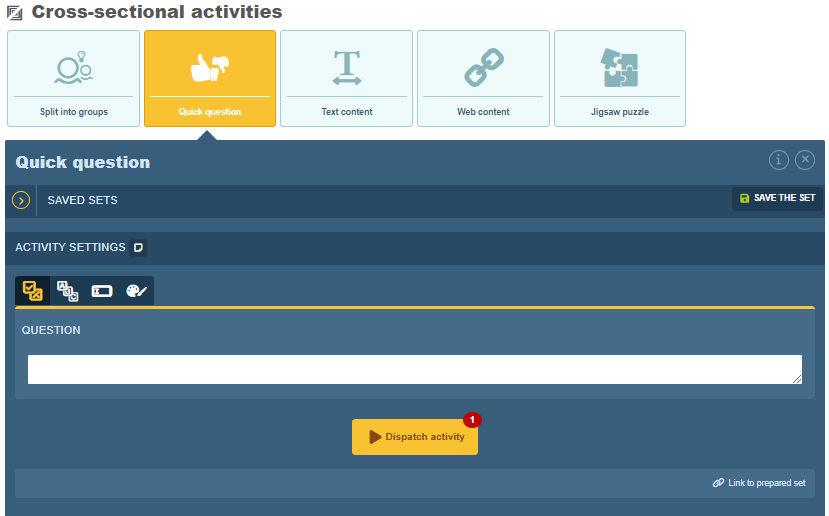 Cross-sectional activities
Split into groups
Quick question
Text content
Web content
Jigsaw puzzle
Quick question
SAVED SETS
SAVE THE SET
ACTIVITY SETTINGS
QUESTION
1
Dispatch activity
Link to prepared set